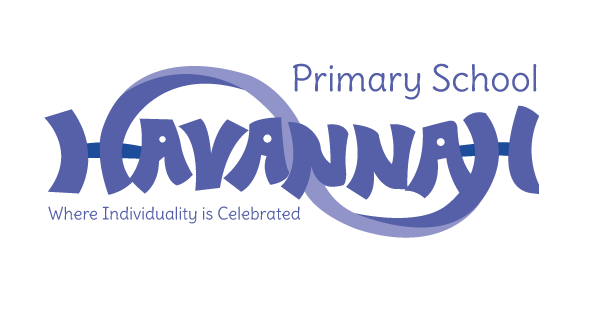 Primary School
HAVANNAH
Where Individuality is Celebrated